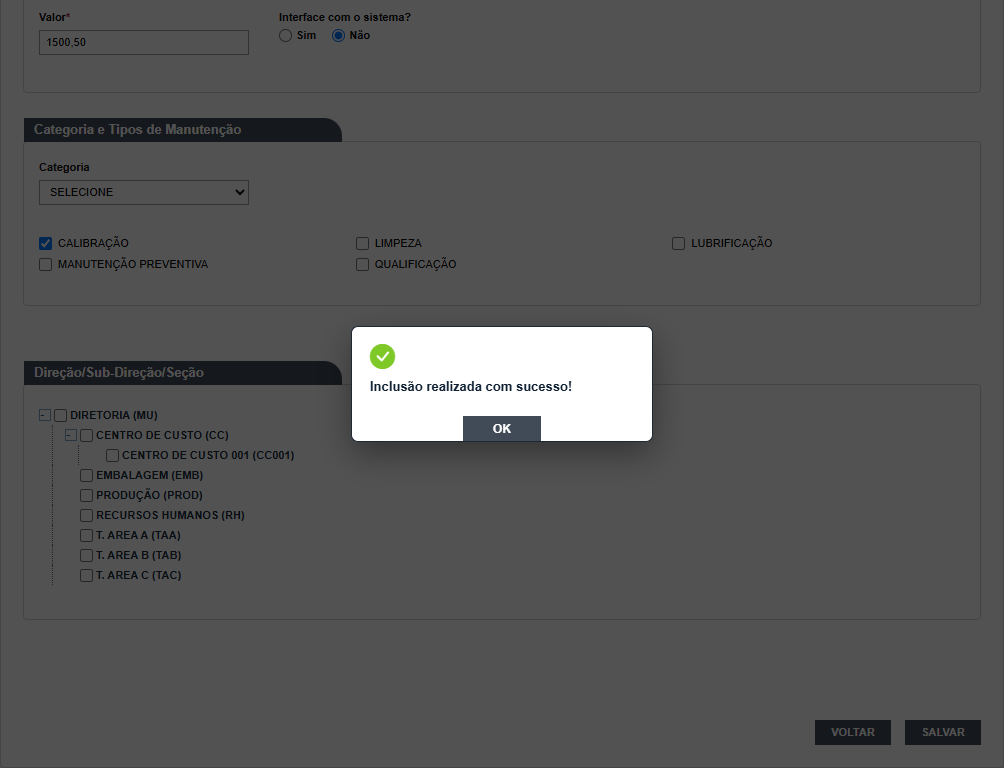 Valor* Interface com o sistema?
1500,50 Sim Não
Categoria e Tipos de Manutenção
Categoria
SELECIONE
CALIBRAÇÃO LIMPEZA LUBRIFICAÇÃO
MANUTENÇÃO PREVENTIVA QUALIFICAÇÃO
Inclusão realizada com sucesso!
OK
Direção/Sub-Direção/Seção
DIRETORIA (MU)
CENTRO DE CUSTO (CC)
CENTRO DE CUSTO 001 (CC001)
EMBALAGEM (EMB)
PRODUÇÃO (PROD)
RECURSOS HUMANOS (RH)
T. AREA A (TAA)
T. AREA B (TAB)
T. AREA C (TAC)
VOLTAR SALVAR